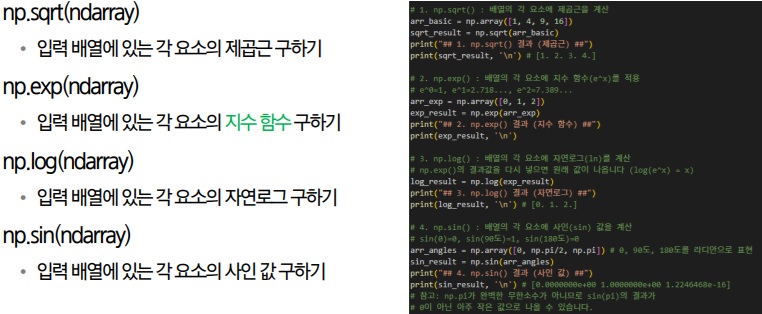 np.sqrt(ndarray)
• 입력 배열에 있는 각 요소의 제곱근 구하기
np.exp(ndarray)
• 입력 배열에 있는 각 요소의 지수 함수 구하기
np.log(ndarray)
• 입력 배열에 있는 각 요소의 자연로그 구하기
np.sin(ndarray)
• 입력 배열에 있는 각 요소의 사인 값 구하기
# 1. np.sqrt() : 배열의 각 요소에 제곱근을 계산
arr_basic = np.array([1, 4, 9, 16])
sqrt_result = np.sqrt(arr_basic)
print("## 1. np.sqrt() 결과 (제곱근) ##")
print(sqrt_result, '\n') # [1. 2. 3. 4.]
# 2. np.exp() : 배열의 각 요소에 지수 함수(e^x)를 적용
# e^0=1, e^1=2.718..., e^2=7.389...
arr_exp = np.array([0, 1, 2])
exp_result = np.exp(arr_exp)
print("## 2. np.exp() 결과 (지수 함수) ##")
print(exp_result, '\n')
# 3. np.log() : 배열의 각 요소에 자연로그(ln)를 계산
# np.exp()의 결과값을 다시 넣으면 원래 값이 나옵니다 (log(e^x) = x)
log_result = np.log(exp_result)
print("## 3. np.log() 결과 (자연로그) ##")
print(log_result, '\n') # [0. 1. 2.]
# 4. np.sin() : 배열의 각 요소에 사인(sin) 값을 계산
# sin(0)=0, sin(90도)=1, sin(180도)=0
arr_angles = np.array([0, np.pi/2, np.pi]) # 0, 90도, 180도를 라디안으로 표현
sin_result = np.sin(arr_angles)
print("## 4. np.sin() 결과 (사인 값) ##")
print(sin_result, '\n') # [0.0000000e+00 1.0000000e+00 1.2246468e-16]
# 참고: np.pi가 완벽한 무한소수가 아니므로 sin(pi)의 결과가
# 0이 아닌 아주 작은 값으로 나올 수 있습니다.